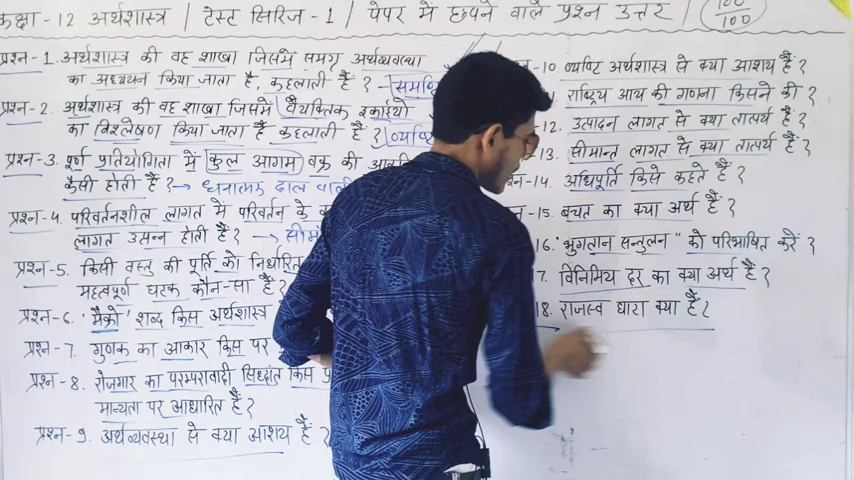 कक्षा-12 अर्थशास्त्र / टेस्ट सिरिज-1 / पेपर में छपने वाले प्रश्न उत्तर / 100/100
प्रश्न-1. अर्थशास्त्र की वह शाखा जिसमें समग्र अर्थव्यवस्था
का अध्ययन किया जाता है, कहलाती है ?
प्रश्न-2. अर्थशास्त्र की वह शाखा जिसमें वैयक्तिक इकाईयो
का विश्लेषण किया जाता है कहलाती है ?
प्रश्न-3. पूर्ण प्रतियोगिता में कुल आगम वक्र की
कैसी होती है ? → धनात्मक ढाल
प्रश्न-4. परिवर्तनशील लागत में परिवर्तन के
लागत उत्पन्न होती है ? →
प्रश्न-5. किसी वस्तु की पूर्ति को निर्धारित
महत्वपूर्ण घटक कौन-सा है ?
प्रश्न-6. 'मैक्रो' शब्द किस अर्थशास्त्र
प्रश्न-7. गुणक का आकार किस पर
प्रश्न-8. रोजगार का परम्परावादी सिद्धांत किस
मान्यता पर आधारित है ?
प्रश्न-9. अर्थव्यवस्था से क्या आशय है ?
-10. व्यष्टि अर्थशास्त्र से क्या आशय है ?
राष्ट्रिय आय की गणना किसने की ?
12. उत्पादन लागत से क्या तात्पर्य है ?
13. सीमान्त लागत से क्या तात्पर्य है ?
-14. अधिपूर्ति किसे कहते है ?
-15. बचत का क्या अर्थ है ?
16. "भुगतान सन्तुलन" को परिभाषित करें ?
17. विनिमिय दर का क्या अर्थ है ?
18. राजस्व घाटा क्या है ?